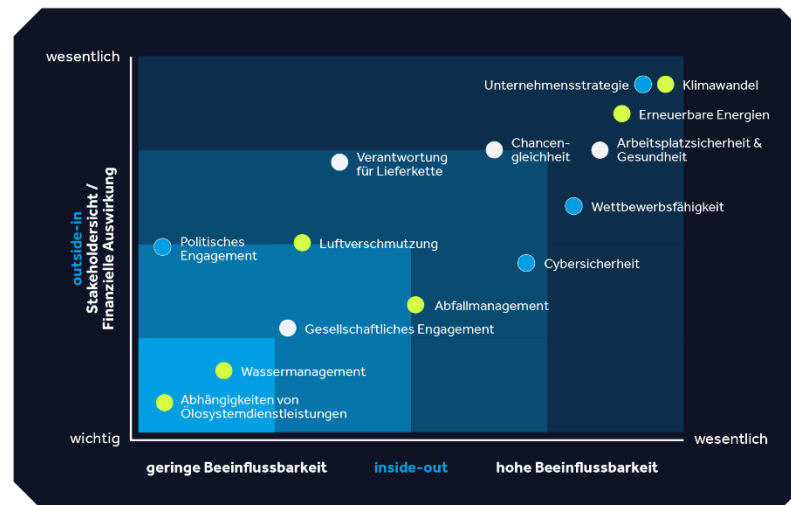 wesentlich
Unternehmensstrategie
Klimawandel
Erneuerbare Energien
Chancen-
gleichheit
Arbeitsplatzsicherheit &
Gesundheit
Verantwortung
für Lieferkette
Wettbewerbsfähigkeit
Politisches
Engagement
Luftverschmutzung
Cybersicherheit
Abfallmanagement
Gesellschaftliches Engagement
Wassermanagement
Abhängigkeiten von
Ölosystemdienstleistungen
outside-in
Stakeholdersicht /
Finanzielle Auswirkung
wichtig
wesentlich
geringe Beeinflussbarkeit
inside-out
hohe Beeinflussbarkeit